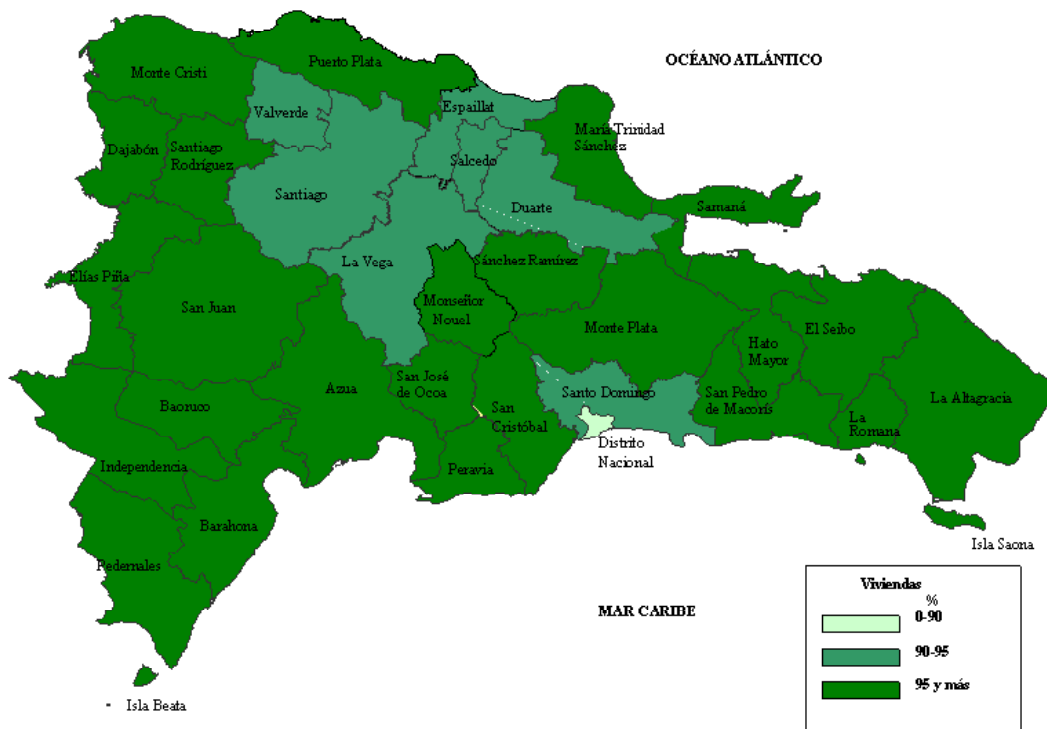 OCÉANO ATLÁNTICO
Puerto Plata
Monte Cristi
Valverde
Espaillat
María Trinidad
Sánchez
Dajabón
Santiago
Rodríguez
Salcedo
Santiago
Duarte
Samaná
La Vega
Sánchez Ramírez
Elías Piña
San Juan
Monseñor
Nouel
Monte Plata
El Seibo
Hato
Mayor
Azua
San José
de Ocoa
Santo Domingo
San Pedro
de Macorís
La Altagracia
Baoruco
San
Cristóbal
La
Romana
Distrito
Nacional
Independencia
Peravia
Barahona
Pedernales
Isla Saona
MAR CARIBE
Isla Beata
Viviendas
%
0-90
90-95
95 y más